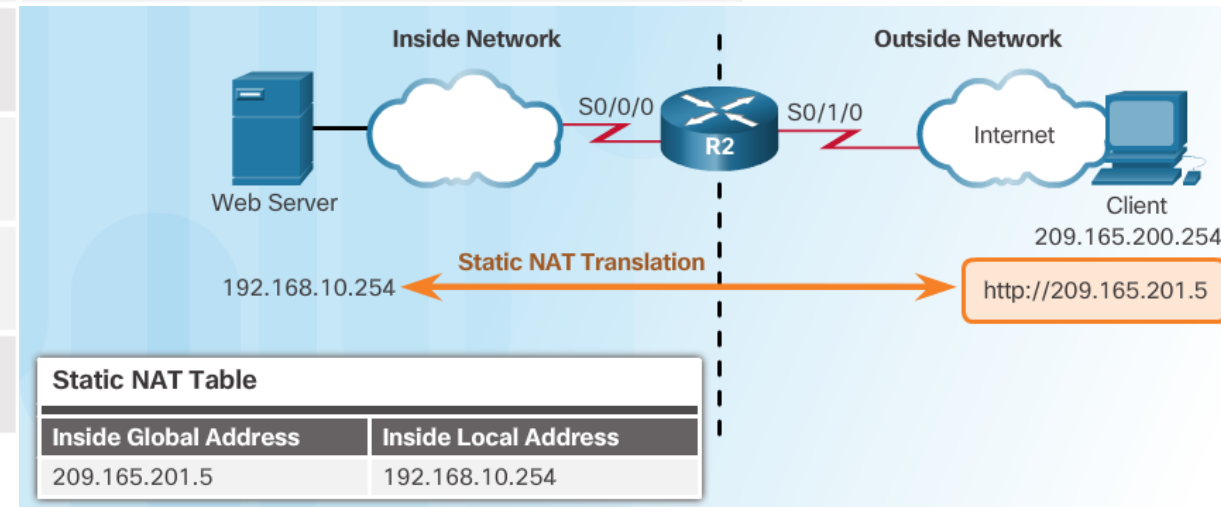 Inside Network
Outside Network
S0/0/0
S0/1/0
R2
Internet
Web Server
Client
209.165.200.254
Static NAT Translation
192.168.10.254
http://209.165.201.5
Static NAT Table
Inside Global Address Inside Local Address
209.165.201.5 192.168.10.254